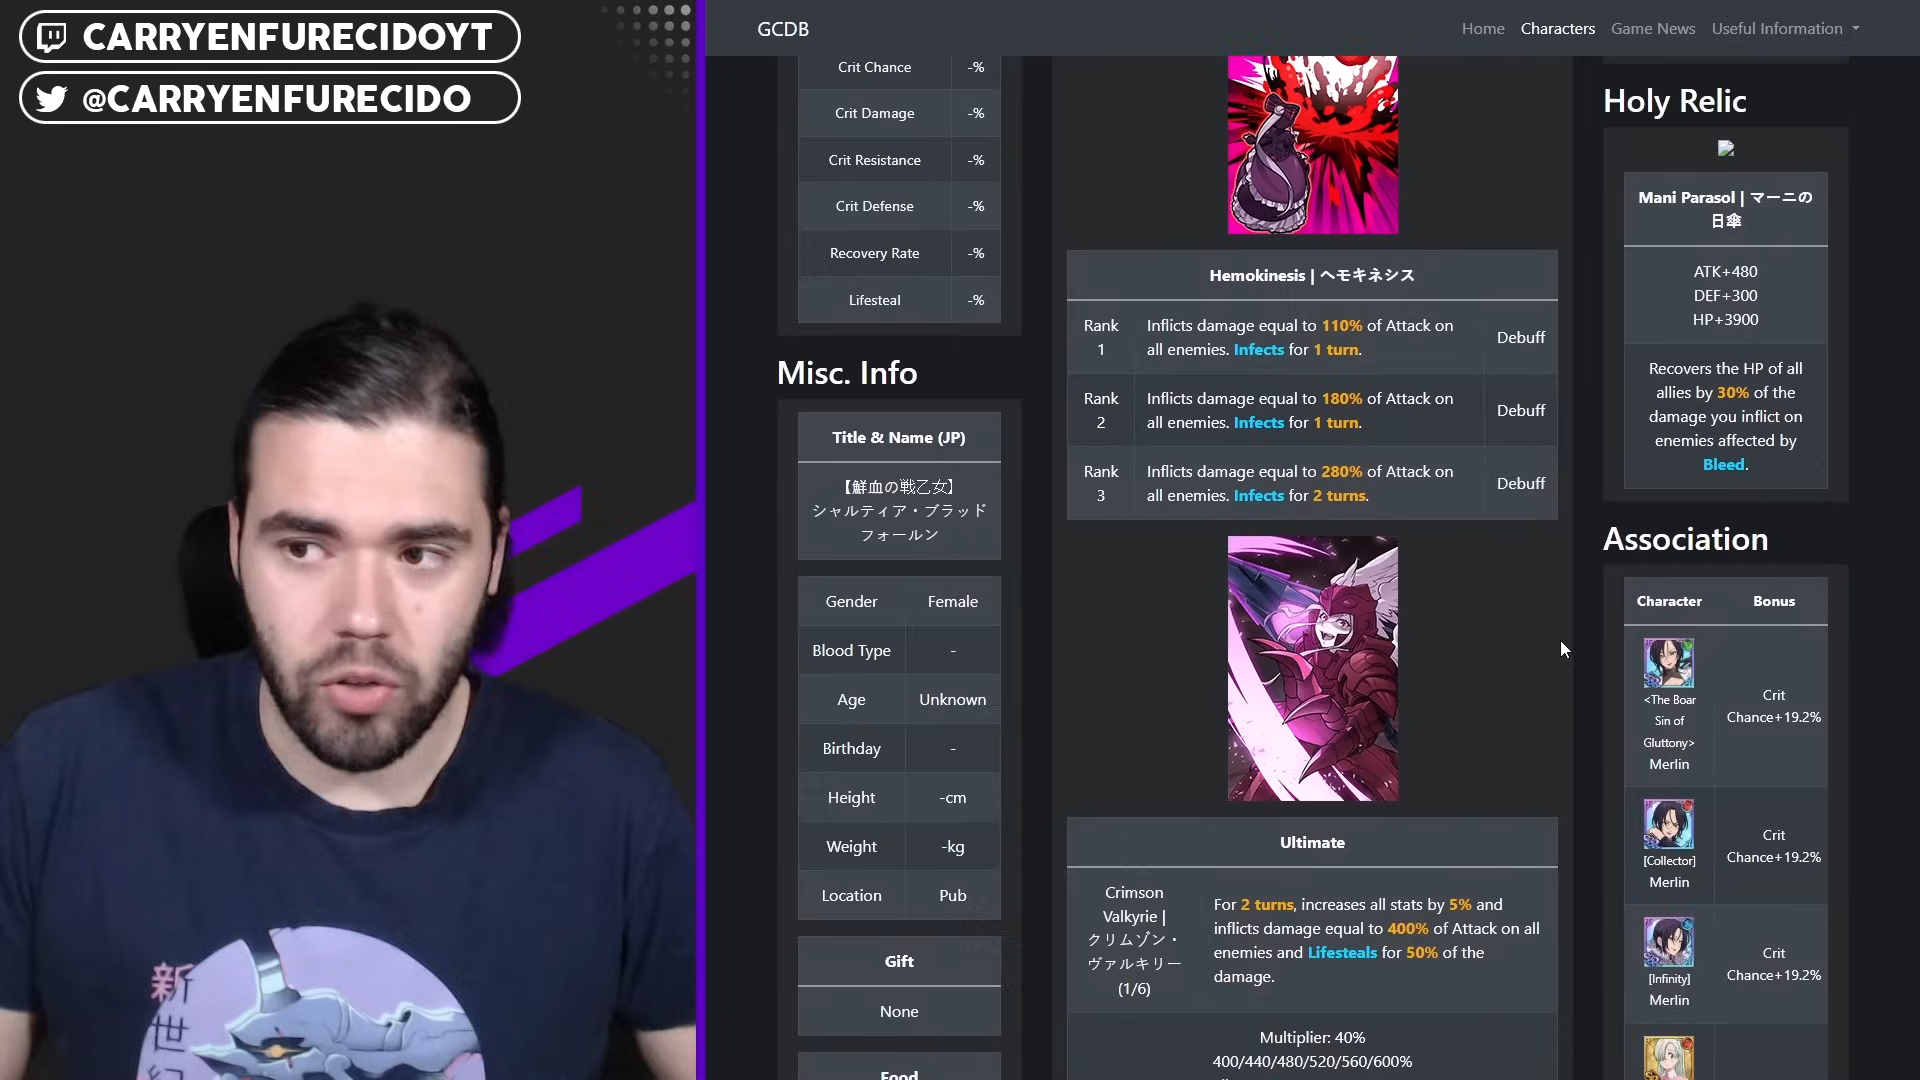 CARRYENFURECIDOYT
@CARRYENFURECIDO
新
世
GCDB
Home
Characters
Game News
Useful Information
Crit Chance
-%
Crit Damage
-%
Crit Resistance
-%
Crit Defense
-%
Recovery Rate
-%
Lifesteal
-%
Misc. Info
Title & Name (JP)
【鮮血の戦乙女】
シャルティア・ブラッド
フォールン
Gender
Female
Blood Type
-
Age
Unknown
Birthday
-
Height
-cm
Weight
-kg
Location
Pub
Gift
None
Food
Hemokinesis | ヘモキネシス
Rank
1
Inflicts damage equal to 110% of Attack on
all enemies. Infects for 1 turn.
Debuff
Rank
2
Inflicts damage equal to 180% of Attack on
all enemies. Infects for 1 turn.
Debuff
Rank
3
Inflicts damage equal to 280% of Attack on
all enemies. Infects for 2 turns.
Debuff
Ultimate
Crimson
Valkyrie |
クリムゾン・
ヴァルキリー
(1/6)
For 2 turns, increases all stats by 5% and
inflicts damage equal to 400% of Attack on all
enemies and Lifesteals for 50% of the
damage.
Multiplier: 40%
400/440/480/520/560/600%
Holy Relic
Mani Parasol | マーニの
日傘
ATK+480
DEF+300
HP+3900
Recovers the HP of all
allies by 30% of the
damage you inflict on
enemies affected by
Bleed.
Association
Character
Bonus
<The Boar
Sin of
Gluttony>
Merlin
Crit
Chance+19.2%
[Collector]
Merlin
Crit
Chance+19.2%
[Infinity]
Merlin
Crit
Chance+19.2%